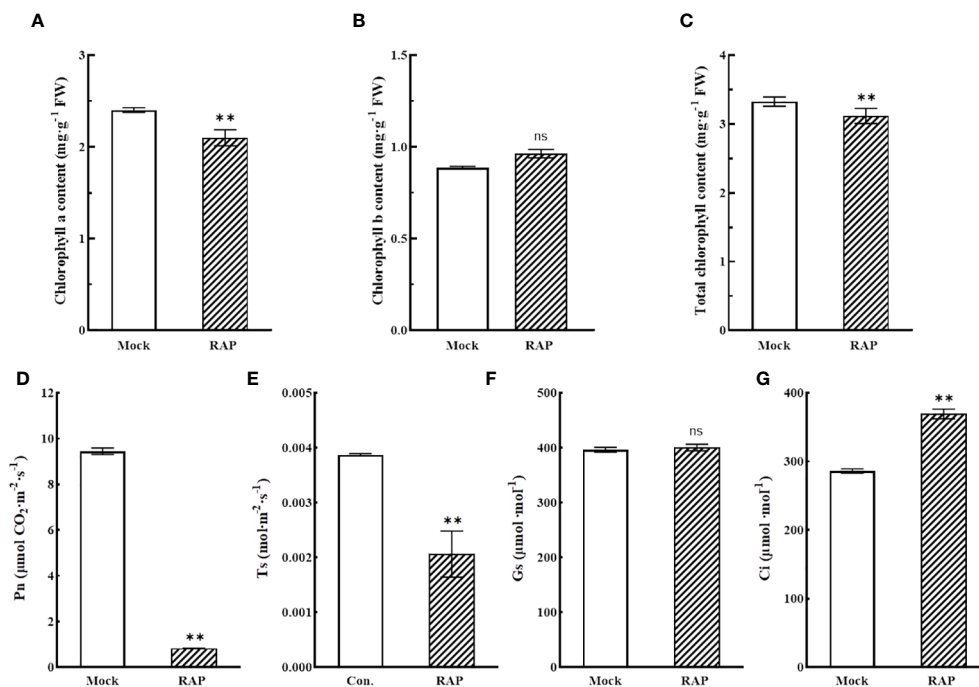 A
Chlorophyll a content (mg·g⁻¹ FW)
3
2
1
0
**
Mock
RAP
B
Chlorophyll b content (mg·g⁻¹ FW)
1.5
1.0
0.5
0.0
ns
Mock
RAP
C
Total chlorophyll content (mg·g⁻¹ FW)
4
3
2
1
0
**
Mock
RAP
D
Pn (μmol CO₂·m⁻²·s⁻¹)
12
10
8
6
4
2
0
**
Mock
RAP
E
Ts (mol·m⁻²·s⁻¹)
0.005
0.004
0.003
0.002
0.001
0.000
**
Con.
RAP
F
Gs (μmol ·mol⁻¹)
500
400
300
200
100
0
ns
Mock
RAP
G
Ci (μmol ·mol⁻¹)
400
300
200
100
0
**
Mock
RAP